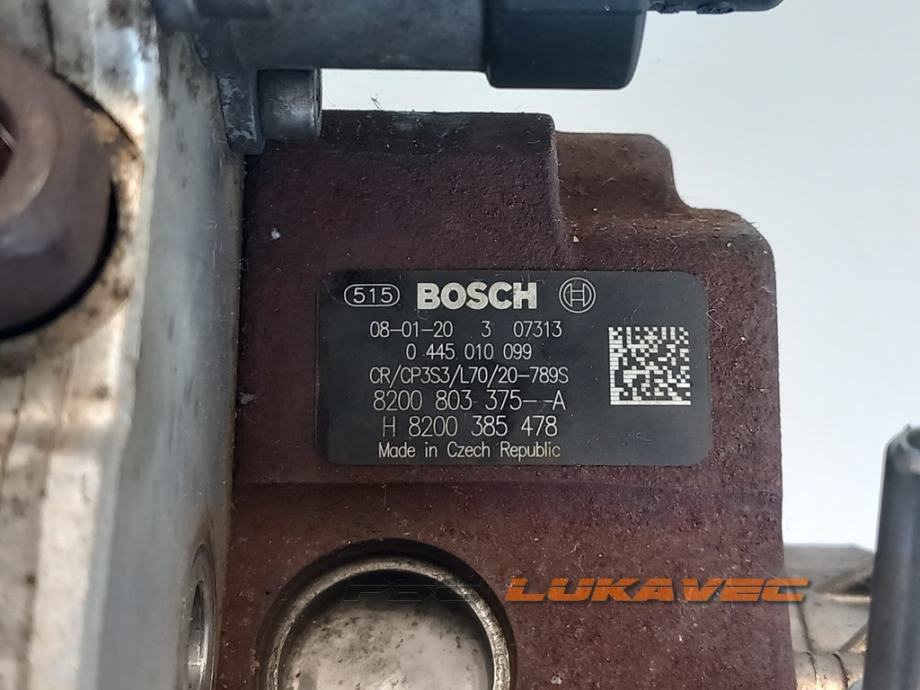 515 BOSCH
08-01-20 3 07313
0 445 010 099
CR/CP3S3/L70/20-789S
8200 803 375--A
H 8200 385 478
Made in Czech Republic
LUKAVEC